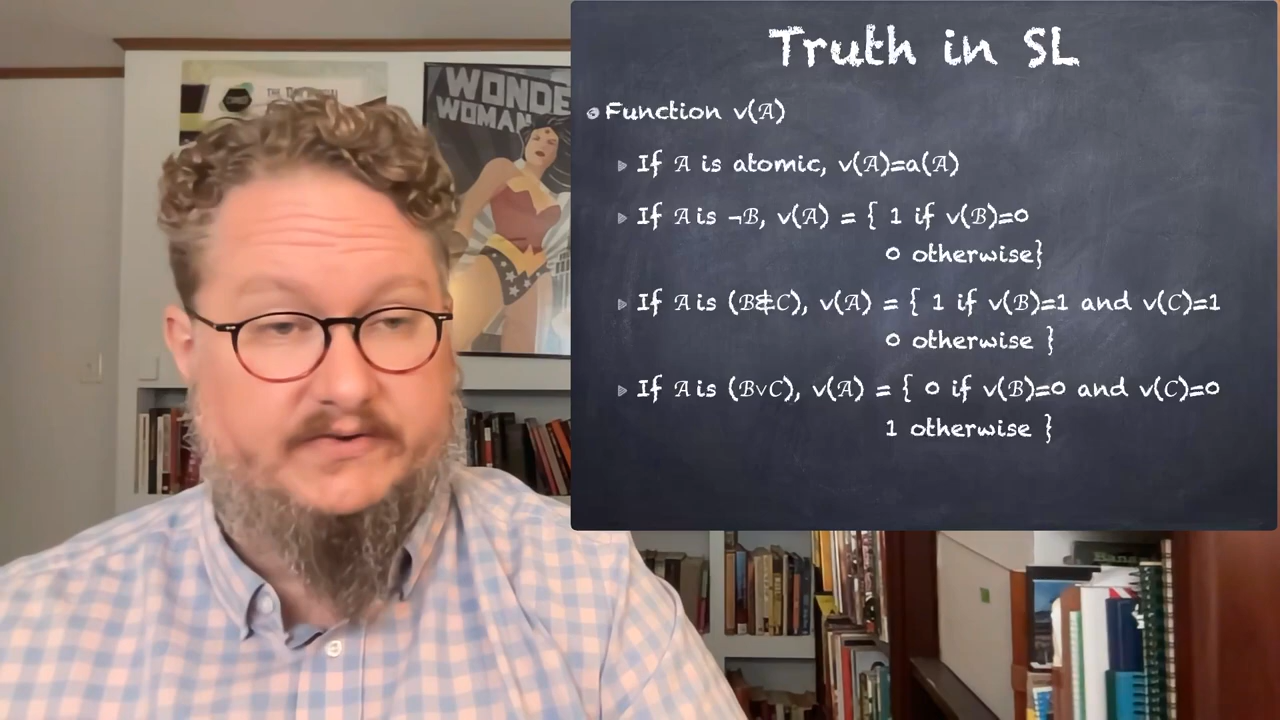 THE
WONDE
WOMAN
Truth in SL
Function v(𝒜)
If 𝒜 is atomic, v(𝒜)=a(𝒜)
If 𝒜 is ¬ℬ, v(𝒜) = { 1 if v(ℬ)=0
0 otherwise}
If 𝒜 is (ℬ&𝒞), v(𝒜) = { 1 if v(ℬ)=1 and v(𝒞)=1
0 otherwise }
If 𝒜 is (ℬ∨𝒞), v(𝒜) = { 0 if v(ℬ)=0 and v(𝒞)=0
1 otherwise }